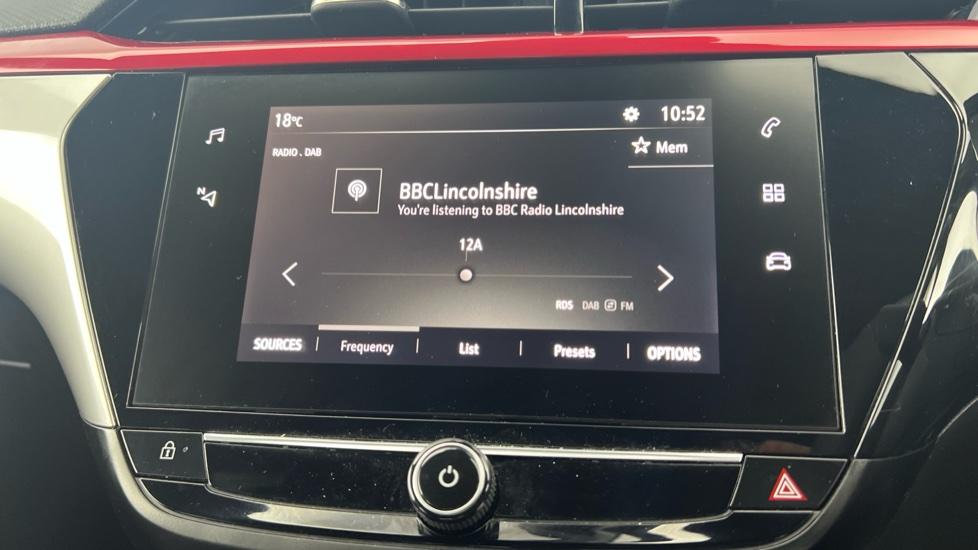 18°C 10:52
RADIO . DAB
Mem
BBCLincolnshire
You're listening to BBC Radio Lincolnshire
12A
RDS DAB FM
SOURCES Frequency List Presets OPTIONS
N